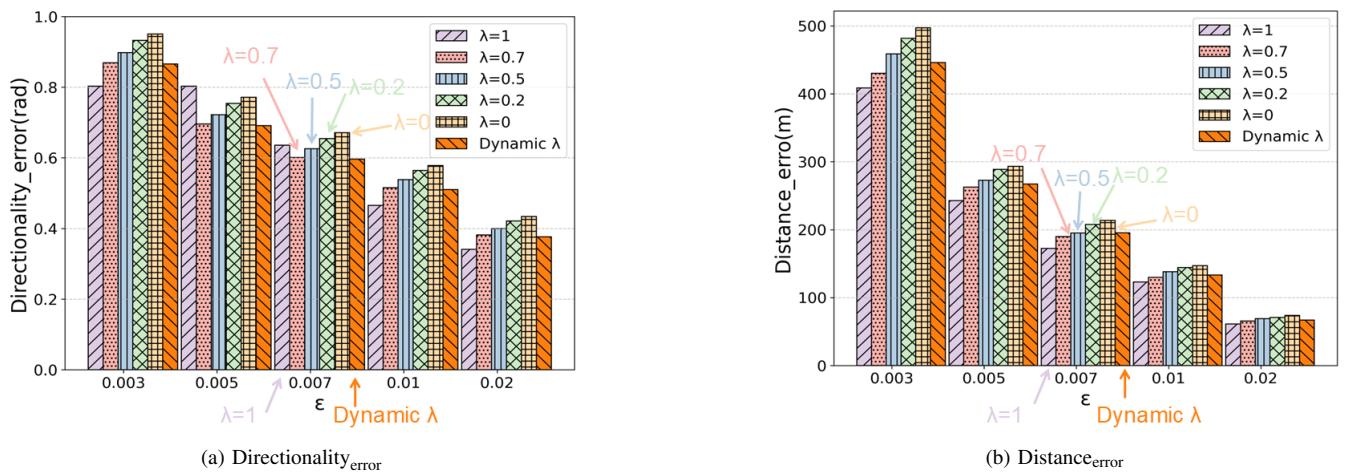 Directionality_error(rad)
1.0
0.8
0.6
0.4
0.2
0.0
λ=1
λ=0.7
λ=0.5
λ=0.2
λ=0
Dynamic λ
λ=0.7
λ=0.5
λ=0.2
λ=0
0.003
0.005
0.007
0.01
0.02
ε
λ=1
Dynamic λ
(a) Directionality_error
Distance_erro(m)
500
400
300
200
100
0
λ=1
λ=0.7
λ=0.5
λ=0.2
λ=0
Dynamic λ
λ=0.7
λ=0.5
λ=0.2
λ=0
0.003
0.005
0.007
0.01
0.02
ε
λ=1
Dynamic λ
(b) Distance_error